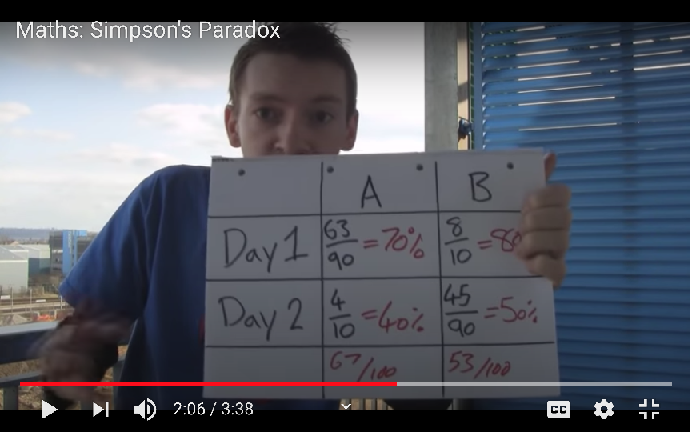 Maths: Simpson's Paradox
A B
Day 1 63/90 =70% 8/10 =8
Day 2 4/10 =40% 45/90 =50%
67/100 53/100
2:06 / 3:38
CC